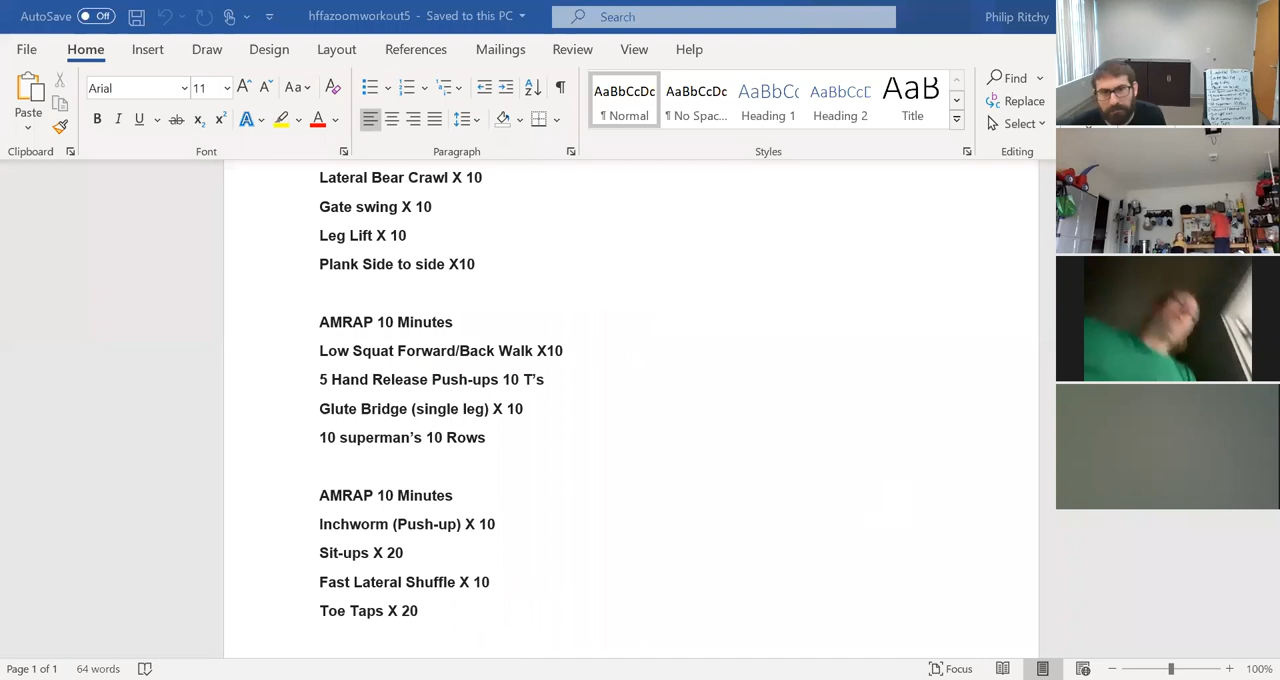 AutoSave Off hffazoomworkout5 - Saved to this PC Search Philip Ritchy
File Home Insert Draw Design Layout References Mailings Review View Help
Paste
Clipboard
Arial 11 Aa
Font
Paragraph
AaBbCcDc AaBbCcDc AaBbCc AaBbCcD AaB
¶ Normal ¶ No Spac... Heading 1 Heading 2 Title
Styles
Find
Replace
Select
Editing
Lateral Bear Crawl X 10
Gate swing X 10
Leg Lift X 10
Plank Side to side X10
AMRAP 10 Minutes
Low Squat Forward/Back Walk X10
5 Hand Release Push-ups 10 T’s
Glute Bridge (single leg) X 10
10 superman’s 10 Rows
AMRAP 10 Minutes
Inchworm (Push-up) X 10
Sit-ups X 20
Fast Lateral Shuffle X 10
Toe Taps X 20
Page 1 of 1 64 words Focus 100%